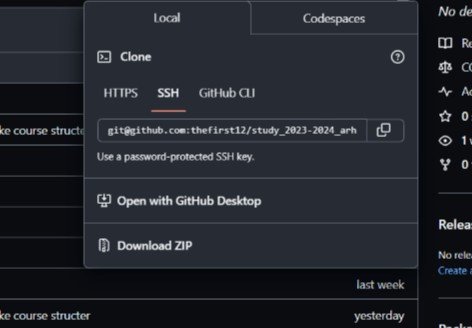 Local
Codespaces
No de
Clone
HTTPS
SSH
GitHub CLI
git@github.com:thefirst12/study_2023-2024_arh
Use a password-protected SSH key.
Open with GitHub Desktop
Download ZIP
ke course structe
last week
ke course structer
yesterday
Re
CC
Ac
0
1 w
0
Relea
No rele
Create a